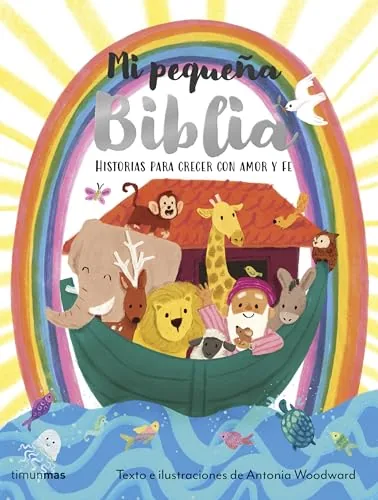 Mi pequeña
Biblia
HISTORIAS PARA CRECER CON AMOR Y FE
timunmas
Texto e ilustraciones de Antonia Woodward